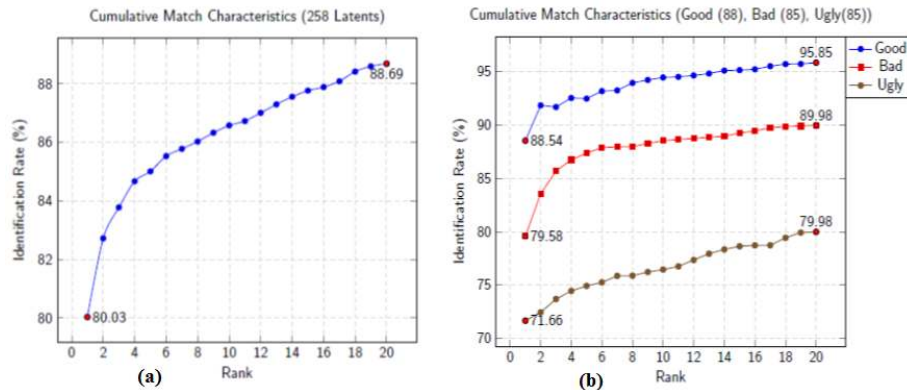 Cumulative Match Characteristics (258 Latents)
88
86
84
82
80
88.69
80.03
0 2 4 6 8 10 12 14 16 18 20
Identification Rate (%)
Rank
(a)
Cumulative Match Characteristics (Good (88), Bad (85), Ugly(85))
Good
Bad
Ugly
95
90
85
80
75
70
95.85
88.54
89.98
79.58
79.98
71.66
0 2 4 6 8 10 12 14 16 18 20
Identification Rate (%)
Rank
(b)